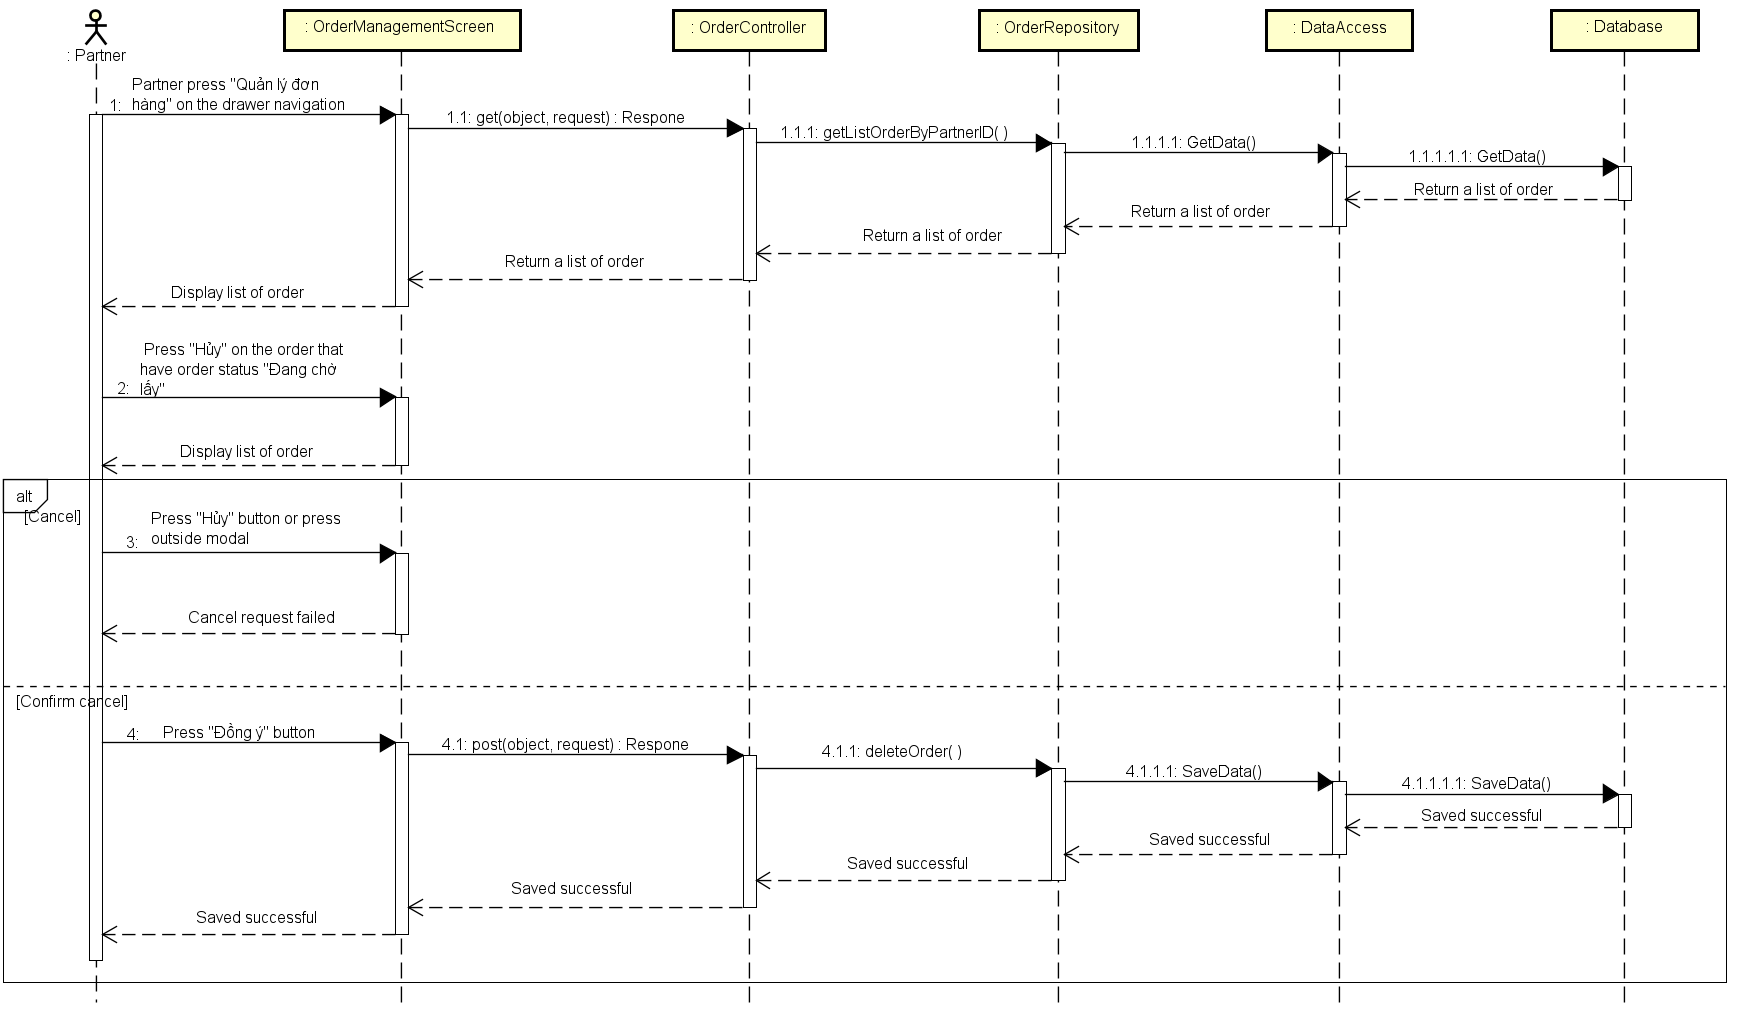 : Partner
: OrderManagementScreen
: OrderController
: OrderRepository
: DataAccess
: Database
Partner press "Quản lý đơn
hàng" on the drawer navigation
1:
1.1: get(object, request) : Respone
1.1.1: getListOrderByPartnerID( )
1.1.1.1: GetData()
1.1.1.1.1: GetData()
Return a list of order
Return a list of order
Return a list of order
Return a list of order
Display list of order
Press "Hủy" on the order that
have order status "Đang chờ
lấy"
2:
Display list of order
alt
[Cancel]
Press "Hủy" button or press
outside modal
3:
Cancel request failed
[Confirm cancel]
4:
Press "Đồng ý" button
4.1: post(object, request) : Respone
4.1.1: deleteOrder( )
4.1.1.1: SaveData()
4.1.1.1.1: SaveData()
Saved successful
Saved successful
Saved successful
Saved successful
Saved successful